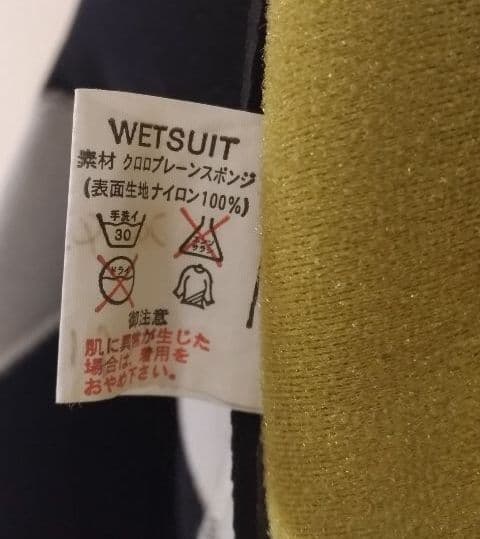 WETSUIT
素材 クロロプレーンスポンジ
(表面生地ナイロン100%)
手洗イ
30
エンソ
サラシ
ドライ
御注意
肌に異常が生じた
場合は、着用を
おやめ下さい。